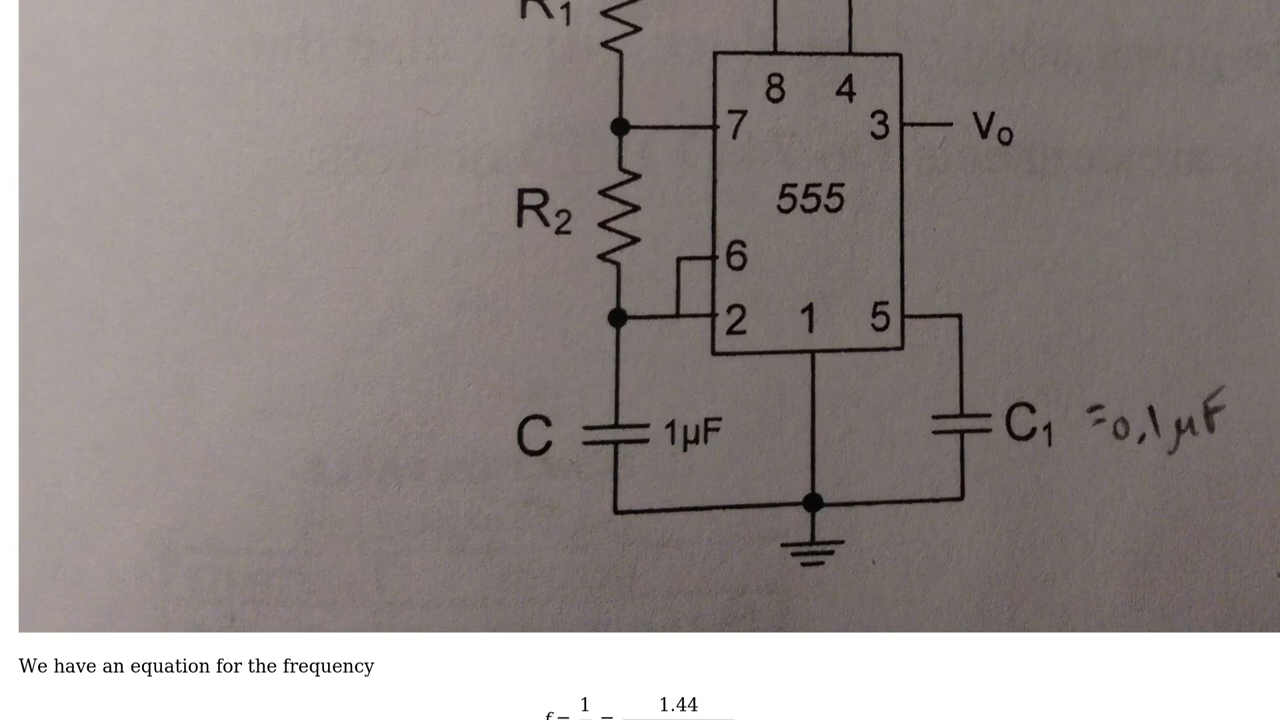 R1
8 4
7 3 Vo
555
R2
6
2 1 5
C 1µF C1 =0,1µF
We have an equation for the frequency
1 1.44
f= =